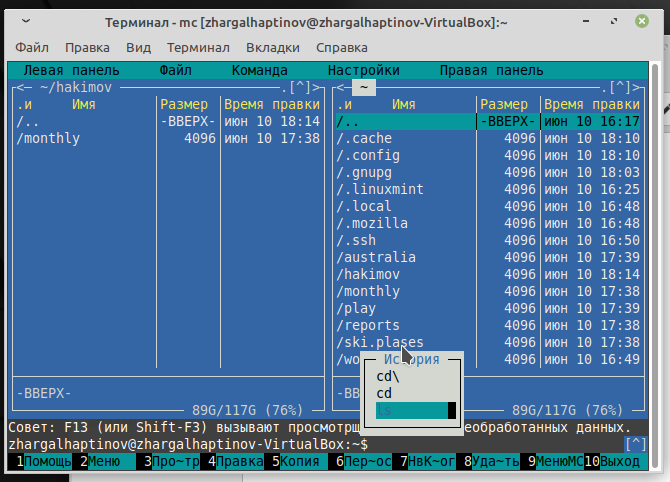 Терминал - mc [zhargalhaptinov@zhargalhaptinov-VirtualBox]:~
Файл Правка Вид Терминал Вкладки Справка
Левая панель Файл Команда Настройки Правая панель
<— ~/hakimov .[^]>
.и Имя Размер Время правки
/.. -ВВЕРХ- июн 10 18:14
/monthly 4096 июн 10 17:38
-ВВЕРХ-
89G/117G (76%)
<— ~ .[^]>
.и Имя Размер Время правки
/.. -ВВЕРХ- июн 10 16:17
/.cache 4096 июн 10 18:10
/.config 4096 июн 10 18:10
/.gnupg 4096 июн 10 18:03
/.linuxmint 4096 июн 10 16:25
/.local 4096 июн 10 16:48
/.mozilla 4096 июн 10 16:48
/.ssh 4096 июн 10 16:50
/australia 4096 июн 10 17:39
/hakimov 4096 июн 10 18:14
/monthly 4096 июн 10 17:38
/play 4096 июн 10 17:39
/reports 4096 июн 10 17:38
/ski.plases 4096 июн 10 17:38
/wo 4096 июн 10 16:49
-ВВ
89G/117G (76%)
История
cd\
cd
ls
Совет: F13 (или Shift-F3) вызывают просмотрщ еобработанных данных.
zhargalhaptinov@zhargalhaptinov-VirtualBox:~$ [^]
1Помощь 2Меню 3Про~тр 4Правка 5Копия 6Пер~ос 7НвК~ог 8Уда~ть 9МенюМС 10Выход